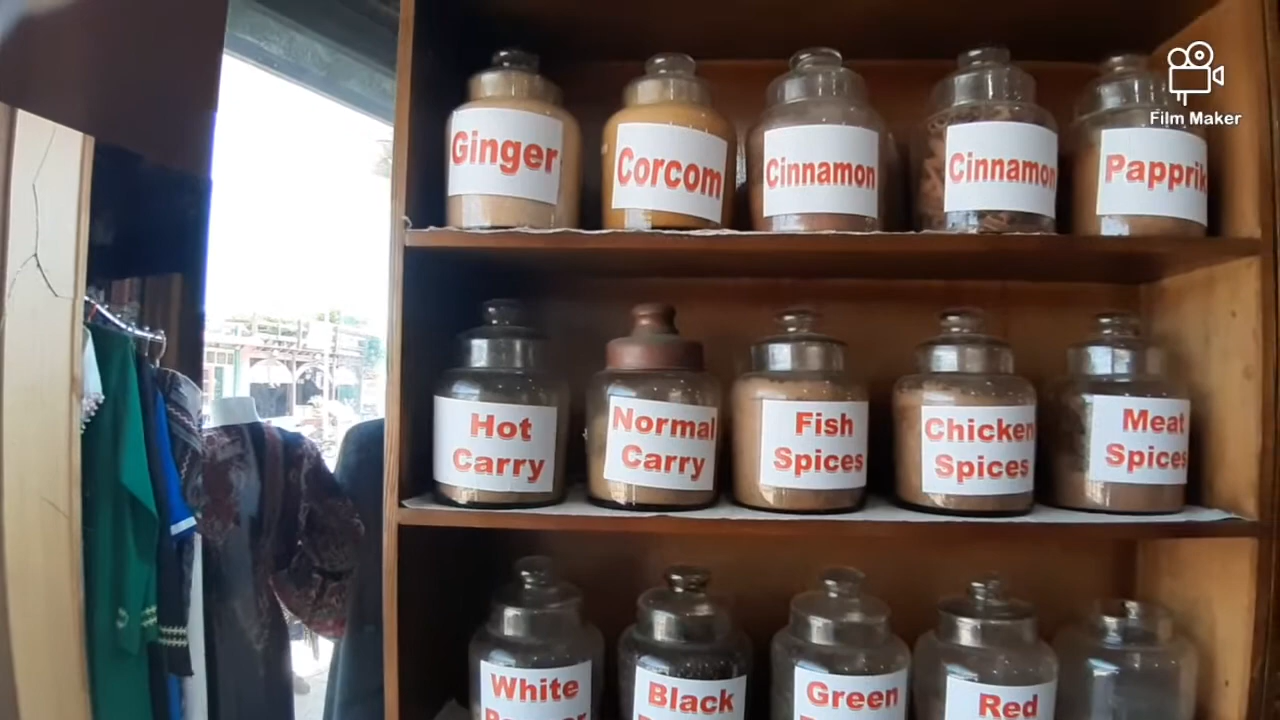 Film Maker
Ginger
Corcom
Cinnamon
Cinnamon
Papprik
Hot
Carry
Normal
Carry
Fish
Spices
Chicken
Spices
Meat
Spices
White
Black
Green
Red